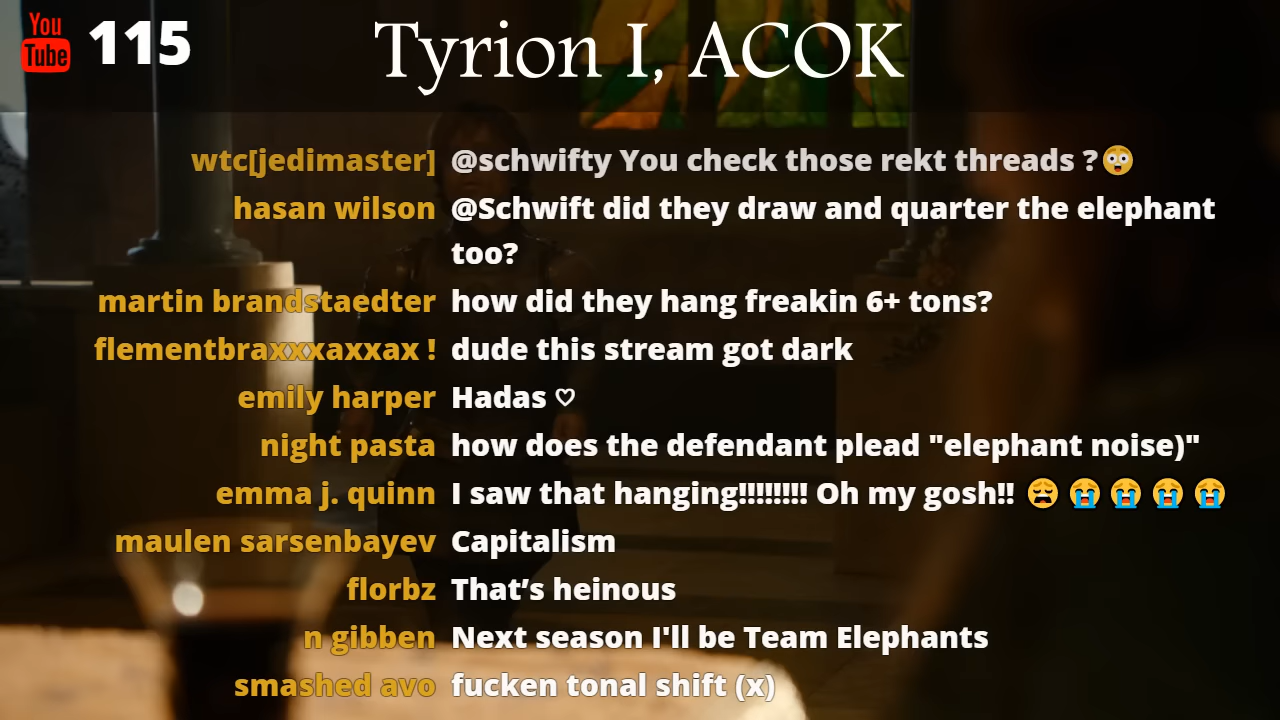 You
Tube
115
Tyrion I, ACOK
wtc[jedimaster] @schwifty You check those rekt threads ?😳
hasan wilson @Schwift did they draw and quarter the elephant
too?
martin brandstaedter how did they hang freakin 6+ tons?
flementbraxxxaxxax ! dude this stream got dark
emily harper Hadas ♡
night pasta how does the defendant plead "elephant noise)"
emma j. quinn I saw that hanging!!!!!!!! Oh my gosh!! 😩 😭 😭 😭 😭
maulen sarsenbayev Capitalism
florbz That’s heinous
n gibben Next season I'll be Team Elephants
smashed avo fucken tonal shift (x)